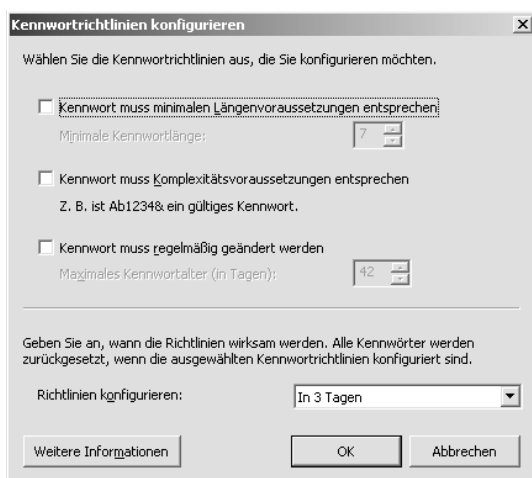 Kennwortrichtlinien konfigurieren
Wählen Sie die Kennwortrichtlinien aus, die Sie konfigurieren möchten.
Kennwort muss minimalen Längenvoraussetzungen entsprechen
Minimale Kennwortlänge: 7
Kennwort muss Komplexitätsvoraussetzungen entsprechen
Z. B. ist Ab1234& ein gültiges Kennwort.
Kennwort muss regelmäßig geändert werden
Maximales Kennwortalter (in Tagen): 42
Geben Sie an, wann die Richtlinien wirksam werden. Alle Kennwörter werden
zurückgesetzt, wenn die ausgewählten Kennwortrichtlinien konfiguriert sind.
Richtlinien konfigurieren: In 3 Tagen
Weitere Informationen OK Abbrechen